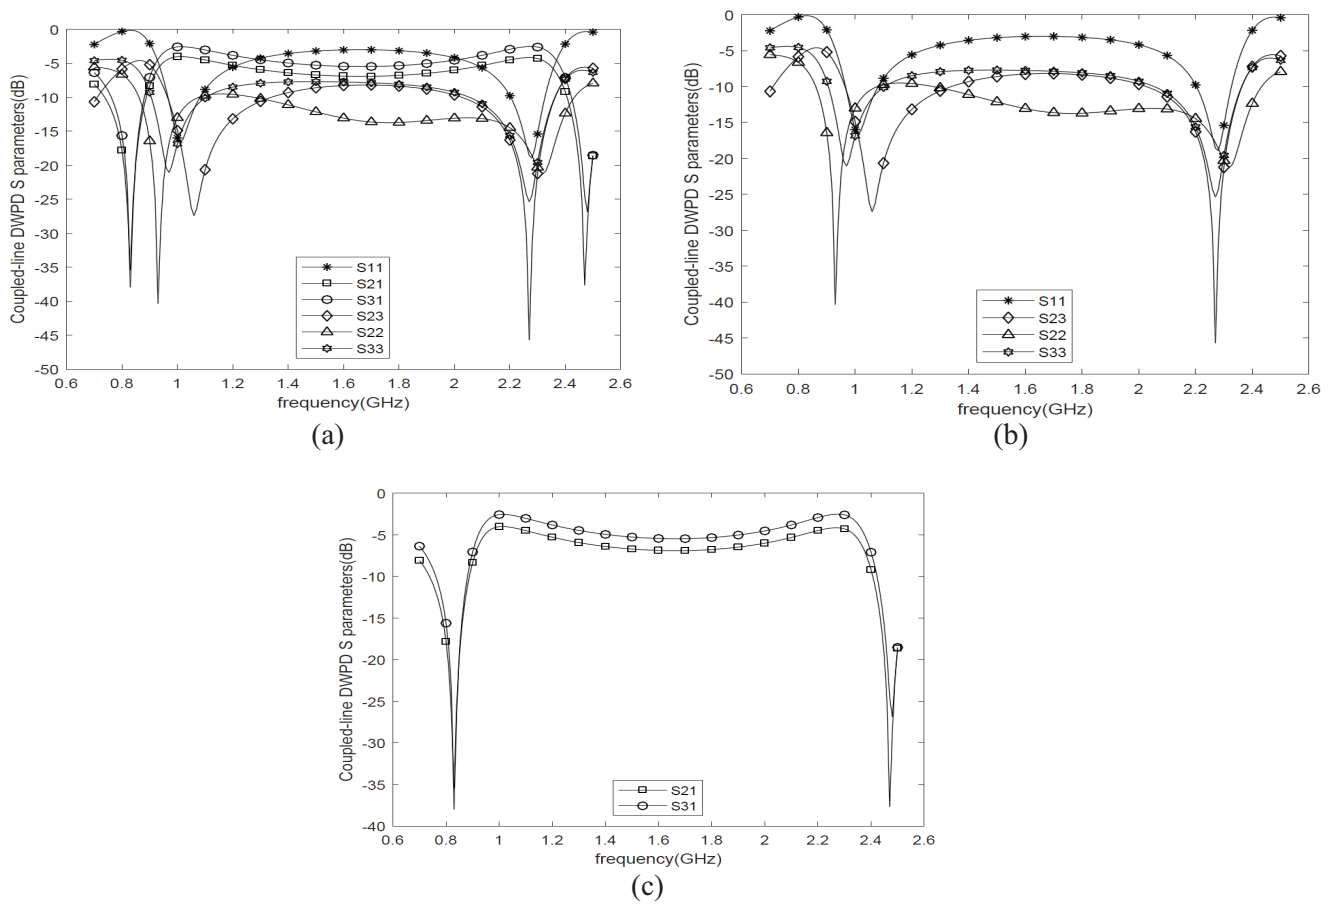 Coupled-line DWPD S parameters(dB)
0
-5
-10
-15
-20
-25
-30
-35
-40
-45
-50
S11
S21
S31
S23
S22
S33
0.6 0.8 1 1.2 1.4 1.6 1.8 2 2.2 2.4 2.6
frequency(GHz)
(a)
Coupled-line DWPD S parameters(dB)
0
-5
-10
-15
-20
-25
-30
-35
-40
-45
-50
S11
S23
S22
S33
0.6 0.8 1 1.2 1.4 1.6 1.8 2 2.2 2.4 2.6
frequency(GHz)
(b)
Coupled-line DWPD S parameters(dB)
0
-5
-10
-15
-20
-25
-30
-35
-40
S21
S31
0.6 0.8 1 1.2 1.4 1.6 1.8 2 2.2 2.4 2.6
frequency(GHz)
(c)